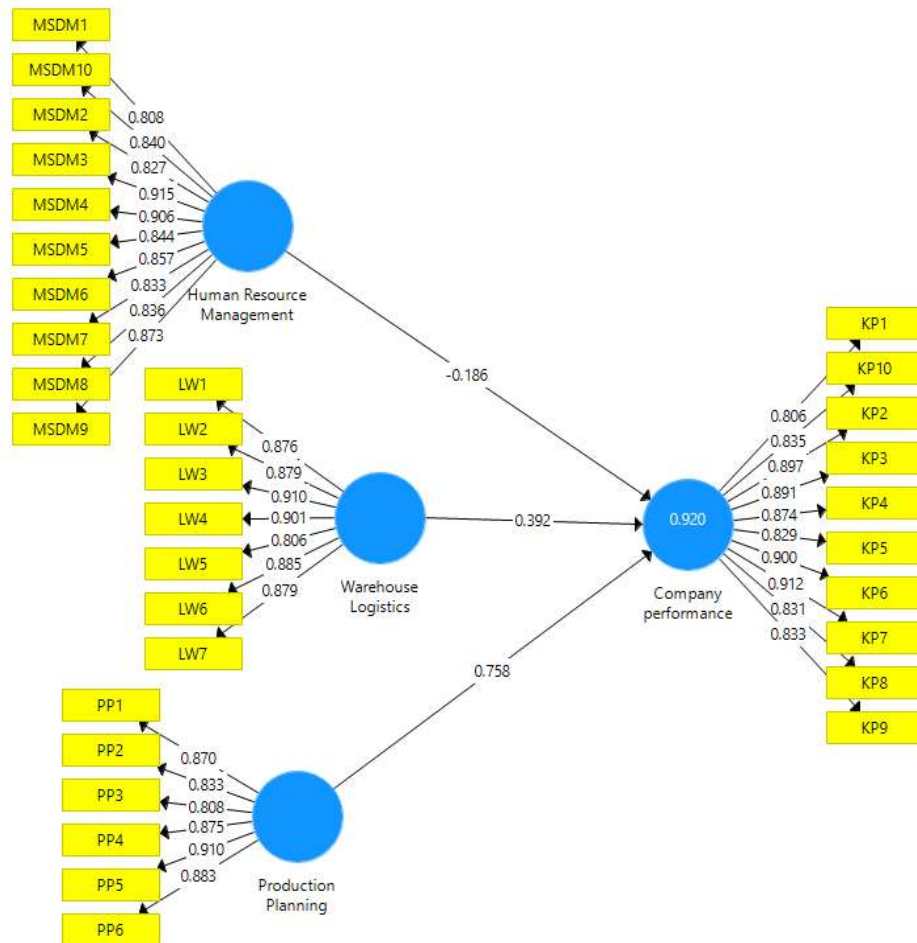 MSDM1
MSDM10
MSDM2
MSDM3
MSDM4
MSDM5
MSDM6
MSDM7
MSDM8
MSDM9
0.808
0.840
0.827
0.915
0.906
0.844
0.857
0.833
0.836
0.873
Human Resource
Management
-0.186
LW1
LW2
LW3
LW4
LW5
LW6
LW7
0.876
0.879
0.910
0.901
0.806
0.885
0.879
Warehouse
Logistics
0.392
PP1
PP2
PP3
PP4
PP5
PP6
0.870
0.833
0.808
0.875
0.910
0.883
Production
Planning
0.758
0.920
Company
performance
0.806
0.835
0.897
0.891
0.874
0.829
0.900
0.912
0.831
0.833
KP1
KP10
KP2
KP3
KP4
KP5
KP6
KP7
KP8
KP9